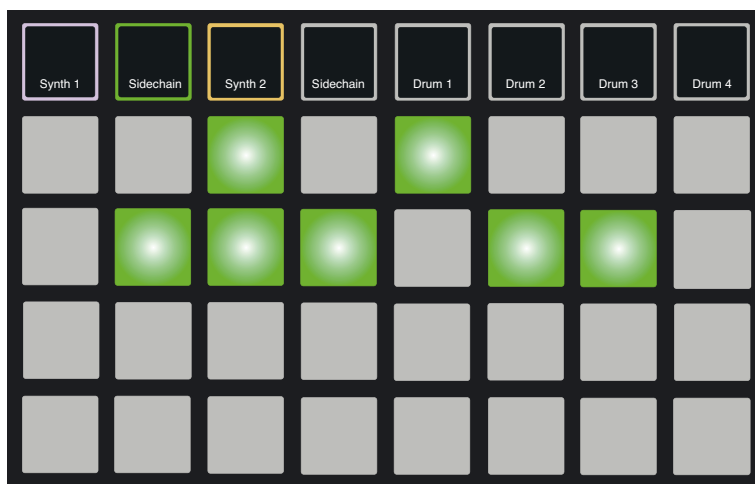 Synth 1
Sidechain
Synth 2
Sidechain
Drum 1
Drum 2
Drum 3
Drum 4